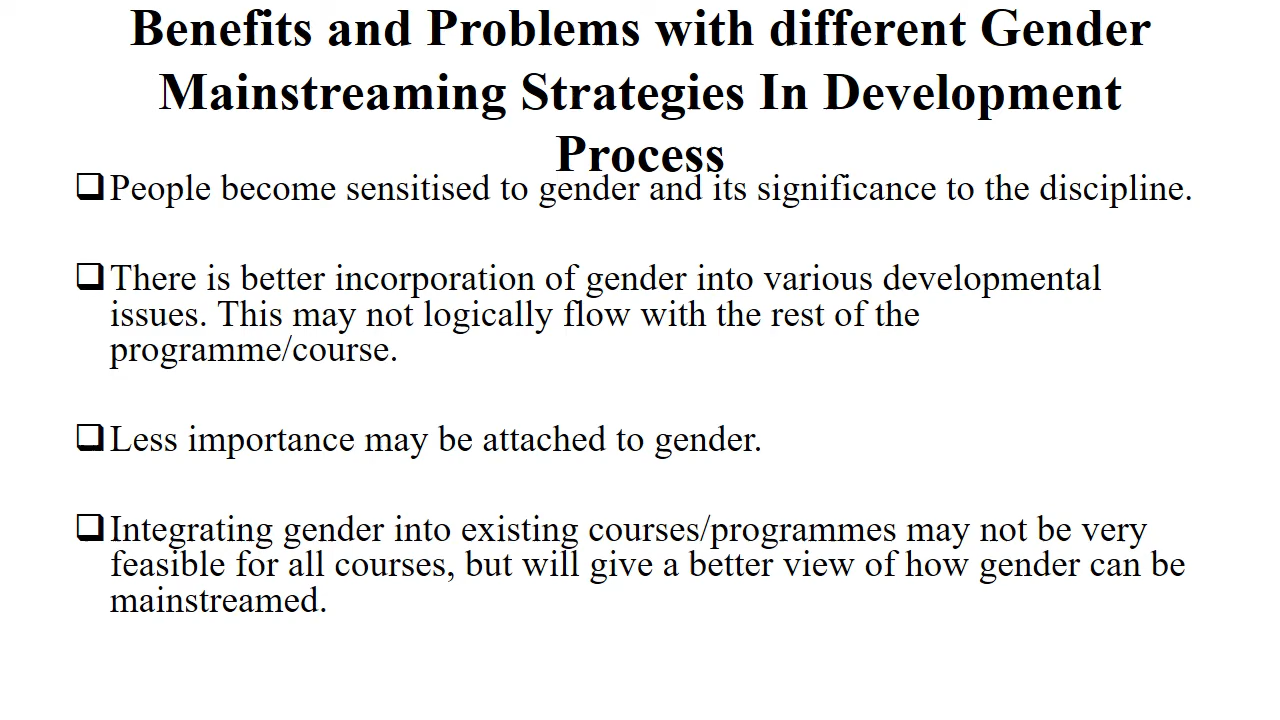 Benefits and Problems with different Gender
Mainstreaming Strategies In Development
Process
❑People become sensitised to gender and its significance to the discipline.
❑There is better incorporation of gender into various developmental
issues. This may not logically flow with the rest of the
programme/course.
❑Less importance may be attached to gender.
❑Integrating gender into existing courses/programmes may not be very
feasible for all courses, but will give a better view of how gender can be
mainstreamed.